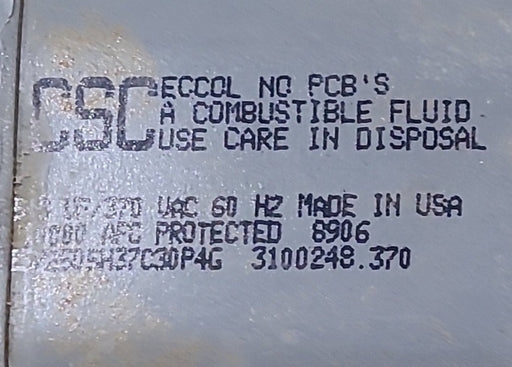 CSC
ECCOL NO PCB'S
A COMBUSTIBLE FLUID
USE CARE IN DISPOSAL
UF/370 VAC 60 HZ MADE IN USA
AFC PROTECTED 8906
3100248.370